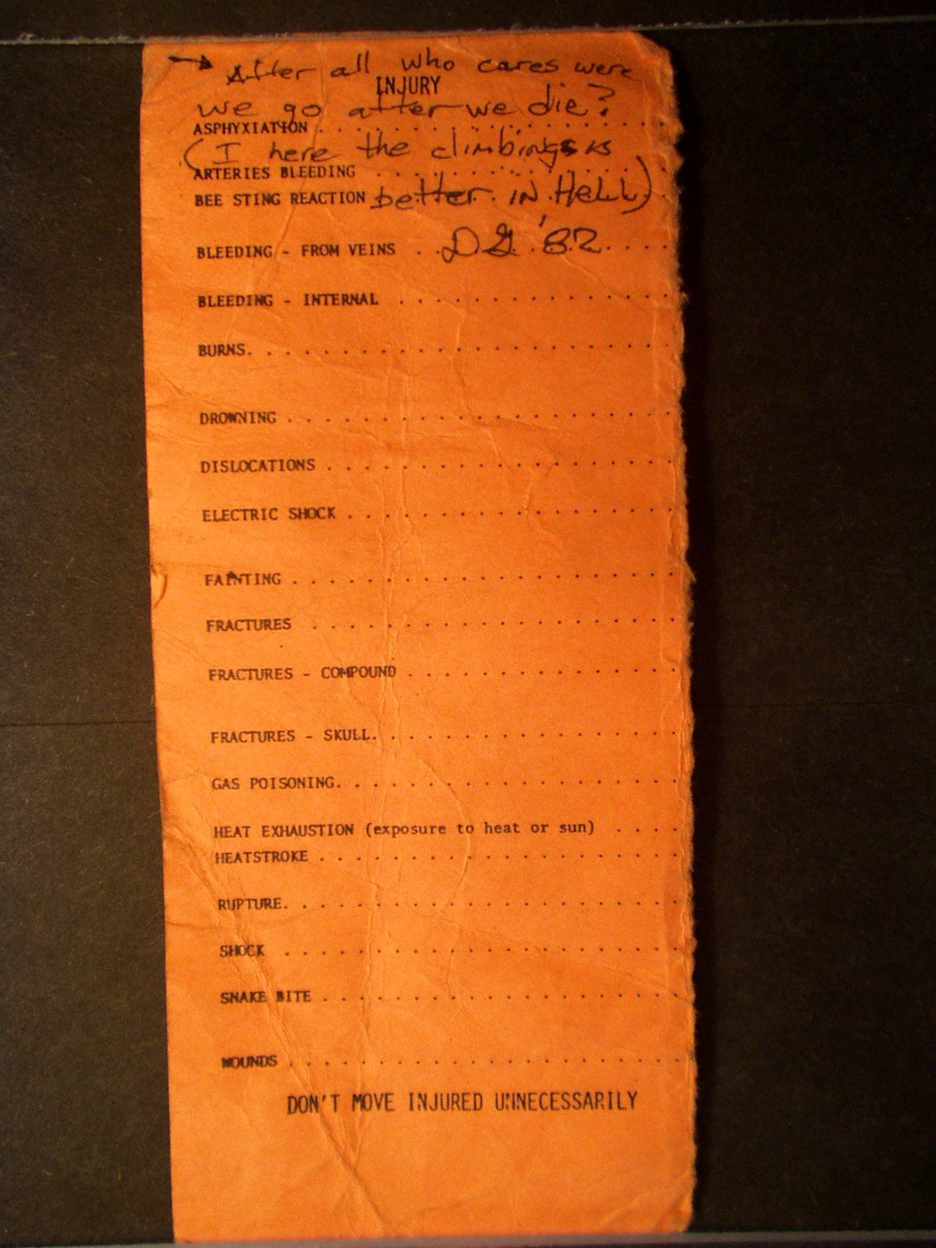 → After all who cares were
INJURY
we go after we die?
ASPHYXIATION . . . . . . . . . . . . . . . .
(I here the climbings is
ARTERIES BLEEDING . . . . . . . . . . . .
BEE STING REACTION better in Hell)
BLEEDING - FROM VEINS . . DG '82 . . . .
BLEEDING - INTERNAL . . . . . . . . . . . . . . .
BURNS. . . . . . . . . . . . . . . . . . . . . . .
DROWNING . . . . . . . . . . . . . . . . . . . . .
DISLOCATIONS . . . . . . . . . . . . . . . . . . .
ELECTRIC SHOCK . . . . . . . . . . . . . . . . . .
FAINTING . . . . . . . . . . . . . . . . . . . . .
FRACTURES . . . . . . . . . . . . . . . . . . . .
FRACTURES - COMPOUND . . . . . . . . . . . . . . .
FRACTURES - SKULL. . . . . . . . . . . . . . . . .
GAS POISONING. . . . . . . . . . . . . . . . . . .
HEAT EXHAUSTION (exposure to heat or sun) . . . .
HEATSTROKE . . . . . . . . . . . . . . . . . . . .
RUPTURE. . . . . . . . . . . . . . . . . . . . . .
SHOCK . . . . . . . . . . . . . . . . . . . . . .
SNAKE BITE . . . . . . . . . . . . . . . . . . . .
WOUNDS . . . . . . . . . . . . . . . . . . . . . .
DON'T MOVE INJURED UNNECESSARILY